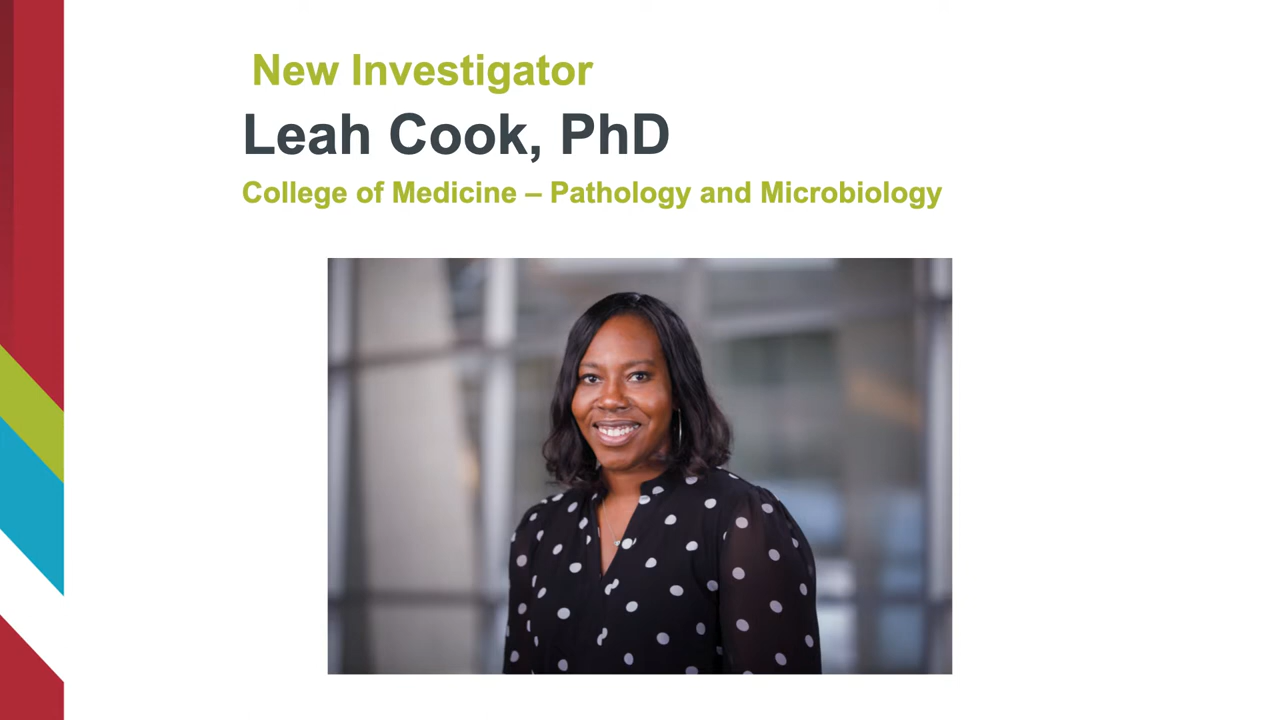 New Investigator
Leah Cook, PhD
College of Medicine – Pathology and Microbiology